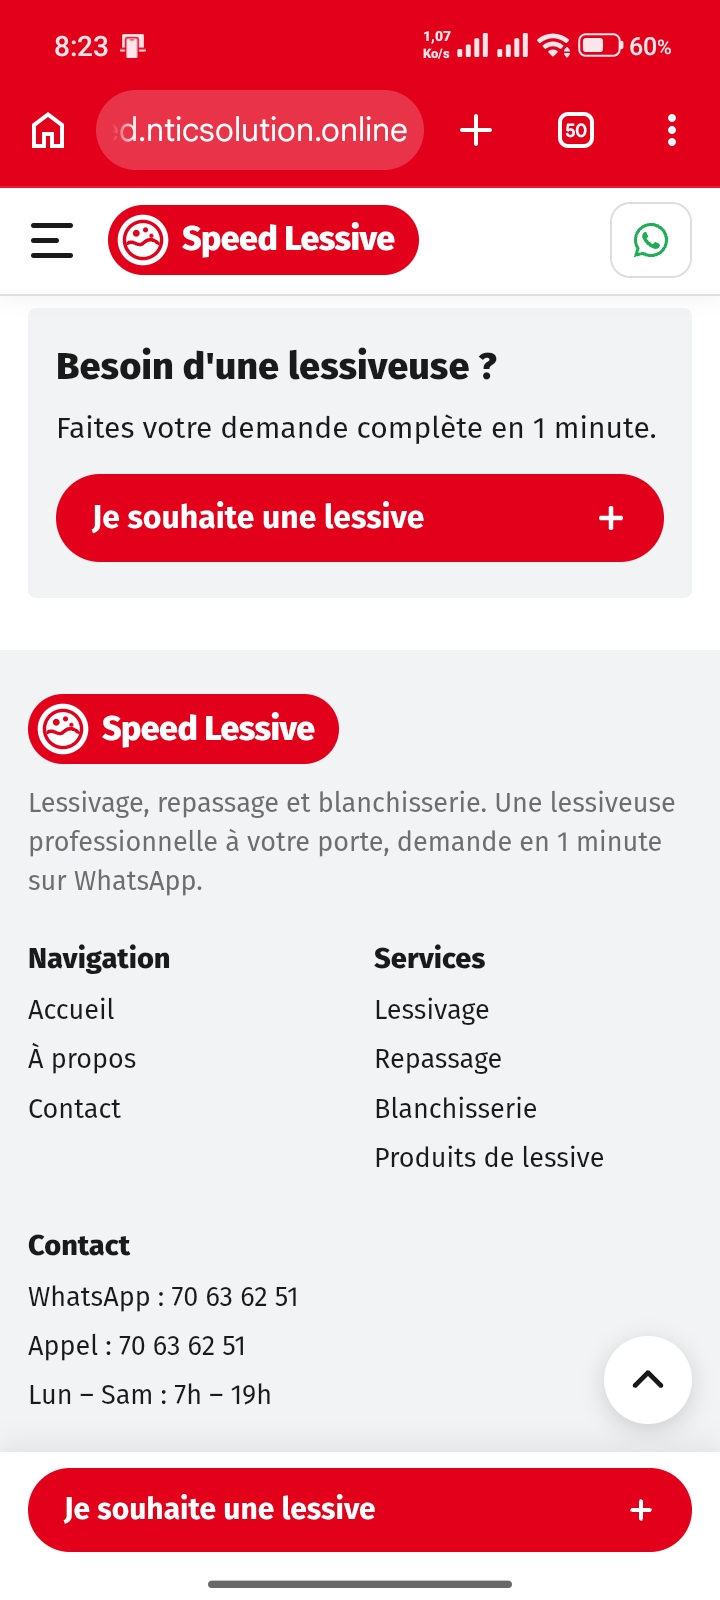 8:23
1,07
Ko/s
60%
d.nticsolution.online
50
Speed Lessive
Besoin d'une lessiveuse ?
Faites votre demande complète en 1 minute.
Je souhaite une lessive +
Speed Lessive
Lessivage, repassage et blanchisserie. Une lessiveuse
professionnelle à votre porte, demande en 1 minute
sur WhatsApp.
Navigation
Accueil
À propos
Contact
Services
Lessivage
Repassage
Blanchisserie
Produits de lessive
Contact
WhatsApp : 70 63 62 51
Appel : 70 63 62 51
Lun – Sam : 7h – 19h
Je souhaite une lessive +